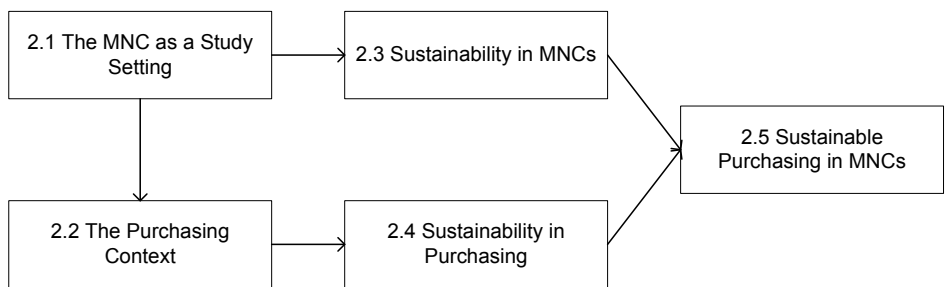 2.1 The MNC as a Study
Setting
2.3 Sustainability in MNCs
2.5 Sustainable
Purchasing in MNCs
2.2 The Purchasing
Context
2.4 Sustainability in
Purchasing